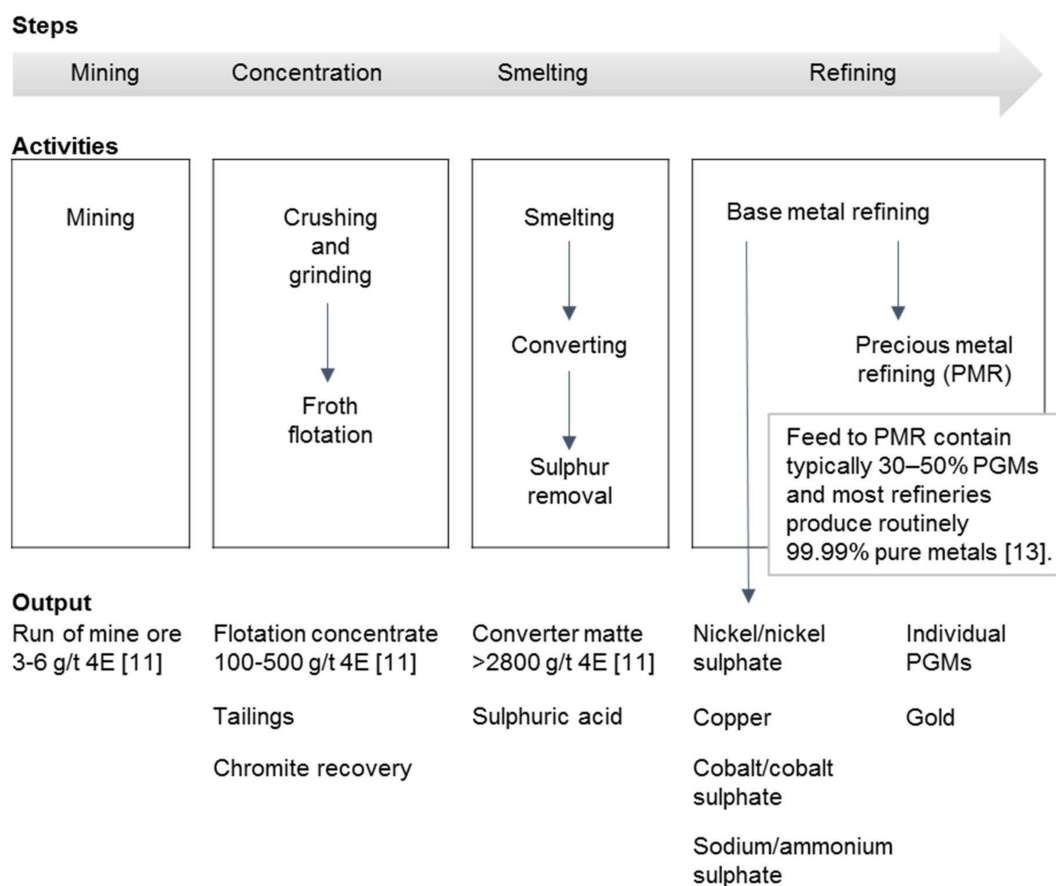 Steps
Mining
Concentration
Smelting
Refining
Activities
Mining
Crushing
and
grinding
Froth
flotation
Smelting
Converting
Sulphur
removal
Base metal refining
Precious metal
refining (PMR)
Feed to PMR contain
typically 30–50% PGMs
and most refineries
produce routinely
99.99% pure metals [13].
Output
Run of mine ore
3-6 g/t 4E [11]
Flotation concentrate
100-500 g/t 4E [11]
Tailings
Chromite recovery
Converter matte
>2800 g/t 4E [11]
Sulphuric acid
Nickel/nickel
sulphate
Copper
Cobalt/cobalt
sulphate
Sodium/ammonium
sulphate
Individual
PGMs
Gold